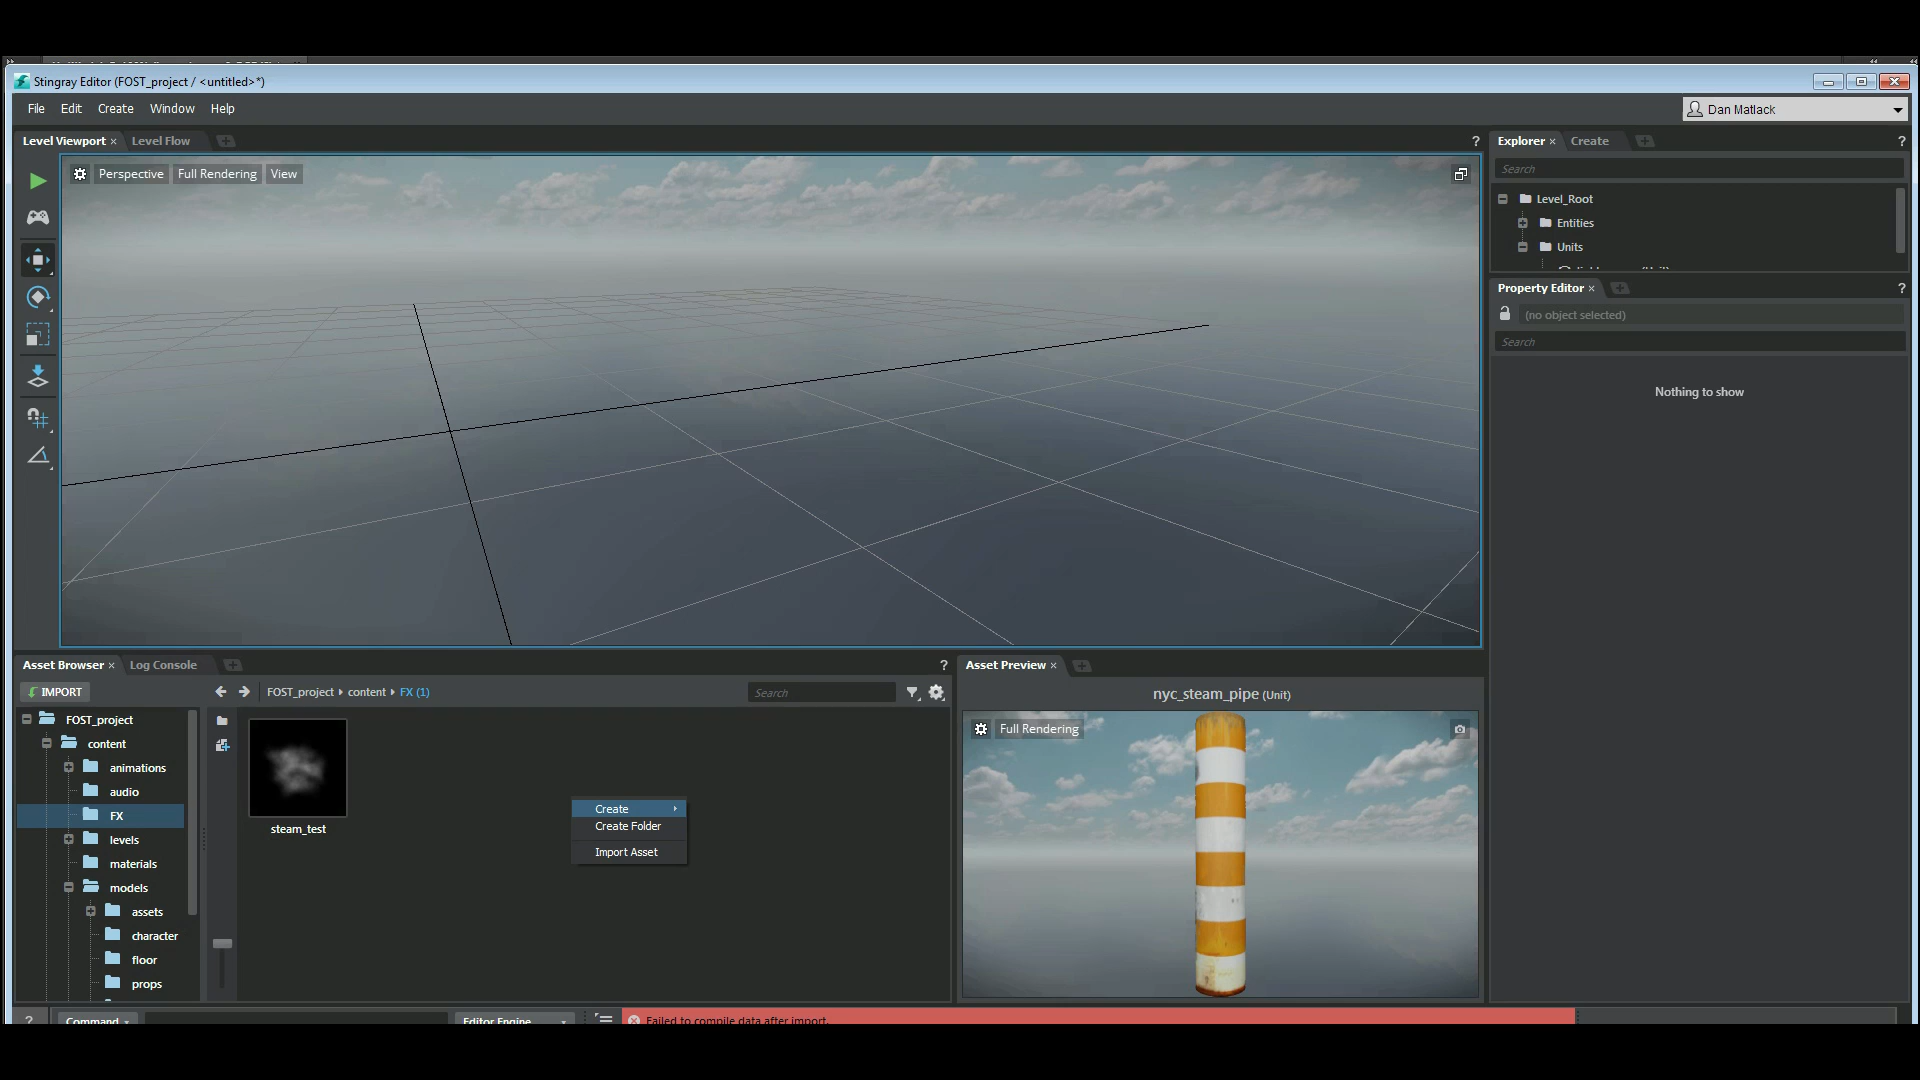 Stingray Editor (FOST_project / <untitled>*)
File Edit Create Window Help
Dan Matlack
Level Viewport × Level Flow
?
Explorer × Create
?
Perspective Full Rendering View
Search
Level_Root
Entities
Units
Property Editor ×
?
(no object selected)
Search
Nothing to show
Asset Browser × Log Console
?
Asset Preview ×
IMPORT
FOST_project content FX (1)
Search
nyc_steam_pipe (Unit)
Full Rendering
FOST_project
content
animations
audio
FX
levels
materials
models
assets
character
floor
props
steam_test
Create
Create Folder
Import Asset
? Command
Editor Engine
Failed to compile data after import.